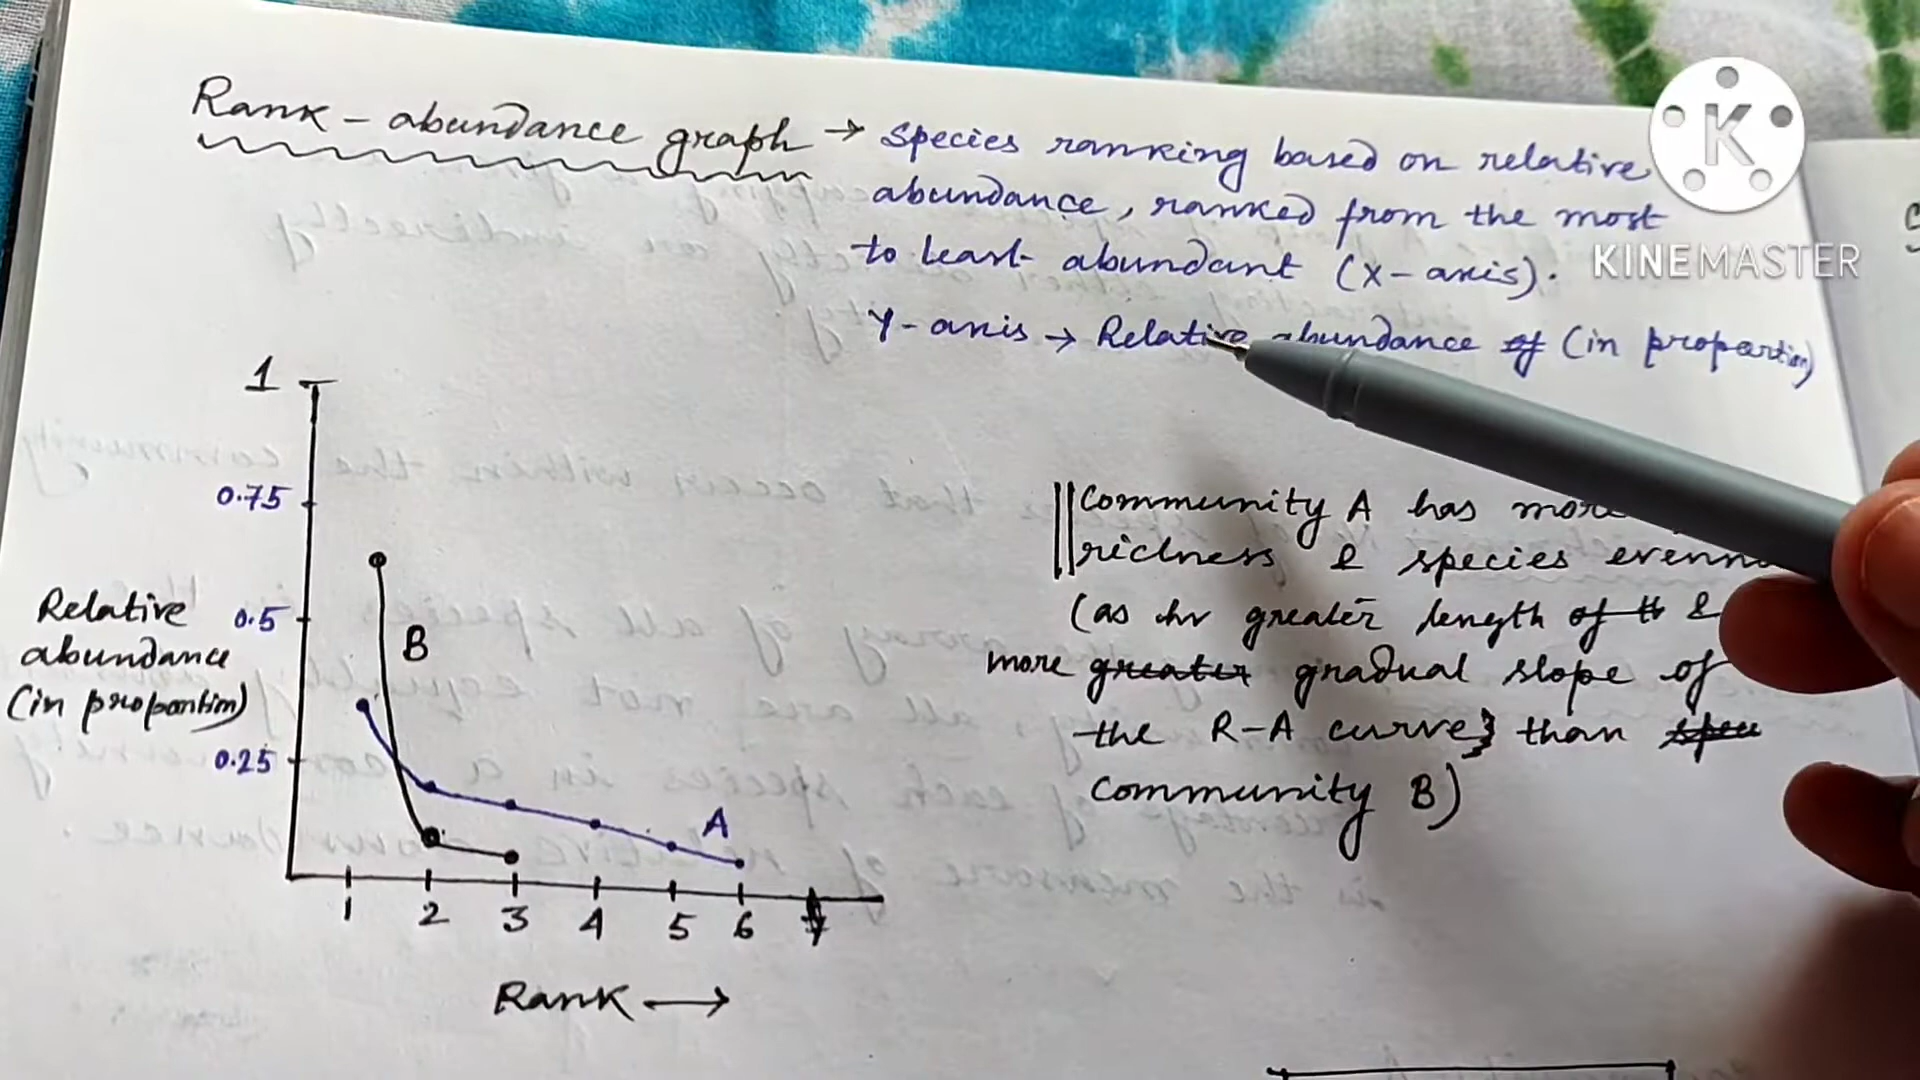 Rank - abundance graph → Species ranking based on relative
abundance, ranked from the most
to least abundant (X-axis).
Y-axis → Relative abundance of (in proportion)
K
KINEMASTER
1
0.75
0.5
0.25
Relative
abundance
(in proportion)
B
A
1 2 3 4 5 6
Rank →
Community A has more
richness & species
(as greater length of &
more greater gradual slope of
the R-A curve than
Community B)